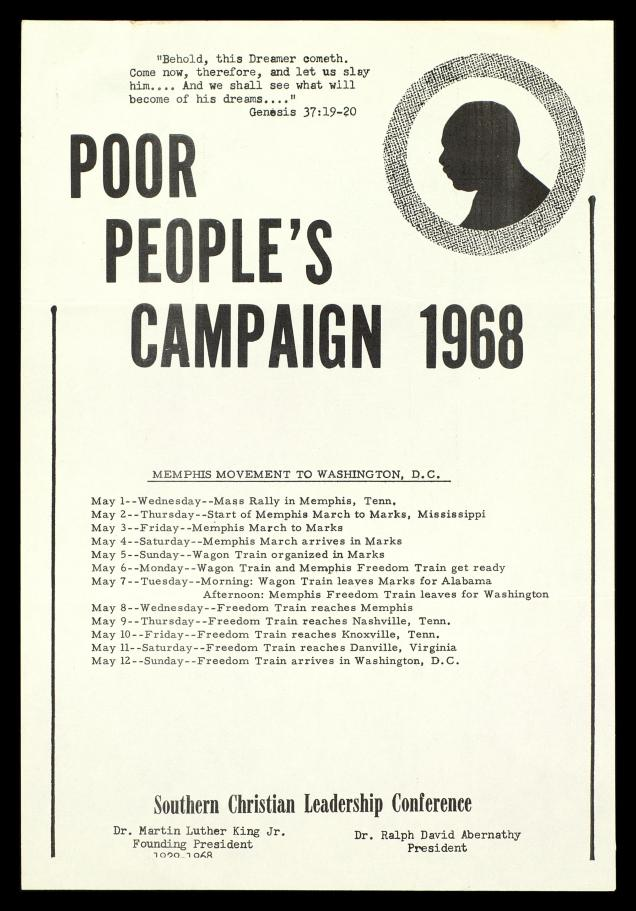 "Behold, this Dreamer cometh.
Come now, therefore, and let us slay
him.... And we shall see what will
become of his dreams...."
Genesis 37:19-20
POOR
PEOPLE'S
CAMPAIGN 1968
MEMPHIS MOVEMENT TO WASHINGTON, D.C.
May 1--Wednesday--Mass Rally in Memphis, Tenn.
May 2--Thursday--Start of Memphis March to Marks, Mississippi
May 3--Friday--Memphis March to Marks
May 4--Saturday--Memphis March arrives in Marks
May 5--Sunday--Wagon Train organized in Marks
May 6--Monday--Wagon Train and Memphis Freedom Train get ready
May 7--Tuesday--Morning: Wagon Train leaves Marks for Alabama
Afternoon: Memphis Freedom Train leaves for Washington
May 8--Wednesday--Freedom Train reaches Memphis
May 9--Thursday--Freedom Train reaches Nashville, Tenn.
May 10--Friday--Freedom Train reaches Knoxville, Tenn.
May 11--Saturday--Freedom Train reaches Danville, Virginia
May 12--Sunday--Freedom Train arrives in Washington, D.C.
Southern Christian Leadership Conference
Dr. Martin Luther King Jr.
Founding President
1929-1968
Dr. Ralph David Abernathy
President